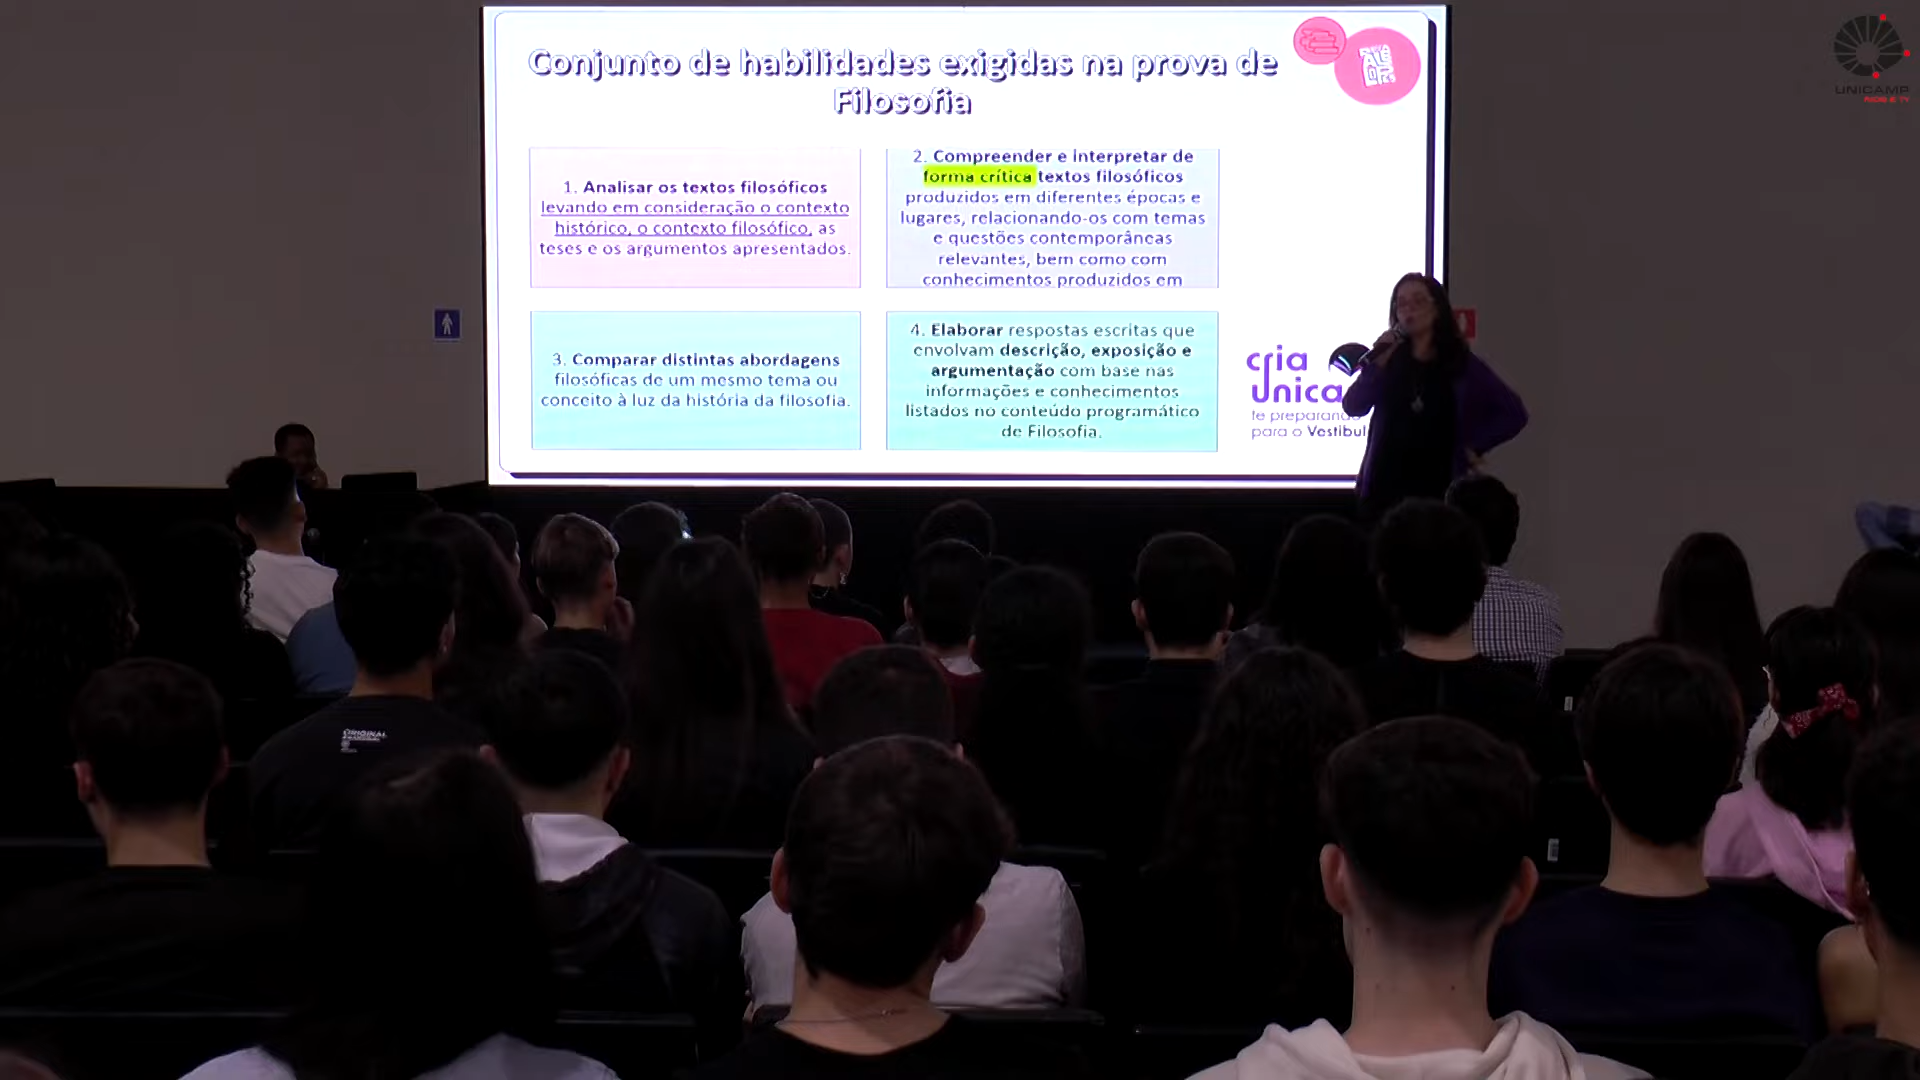 Conjunto de habilidades exigidas na prova de
Filosofia
1. Analisar os textos filosóficos
levando em consideração o contexto
histórico, o contexto filosófico, as
teses e os argumentos apresentados.
2. Compreender e interpretar de
forma crítica textos filosóficos
produzidos em diferentes épocas e
lugares, relacionando-os com temas
e questões contemporâneas
relevantes, bem como com
conhecimentos produzidos em
3. Comparar distintas abordagens
filosóficas de um mesmo tema ou
conceito à luz da história da filosofia.
4. Elaborar respostas escritas que
envolvam descrição, exposição e
argumentação com base nas
informações e conhecimentos
listados no conteúdo programático
de Filosofia.
cria
unica
te preparand
para o Vestibul
UNICAMP
RÁDIO E TV
ORIGINAL